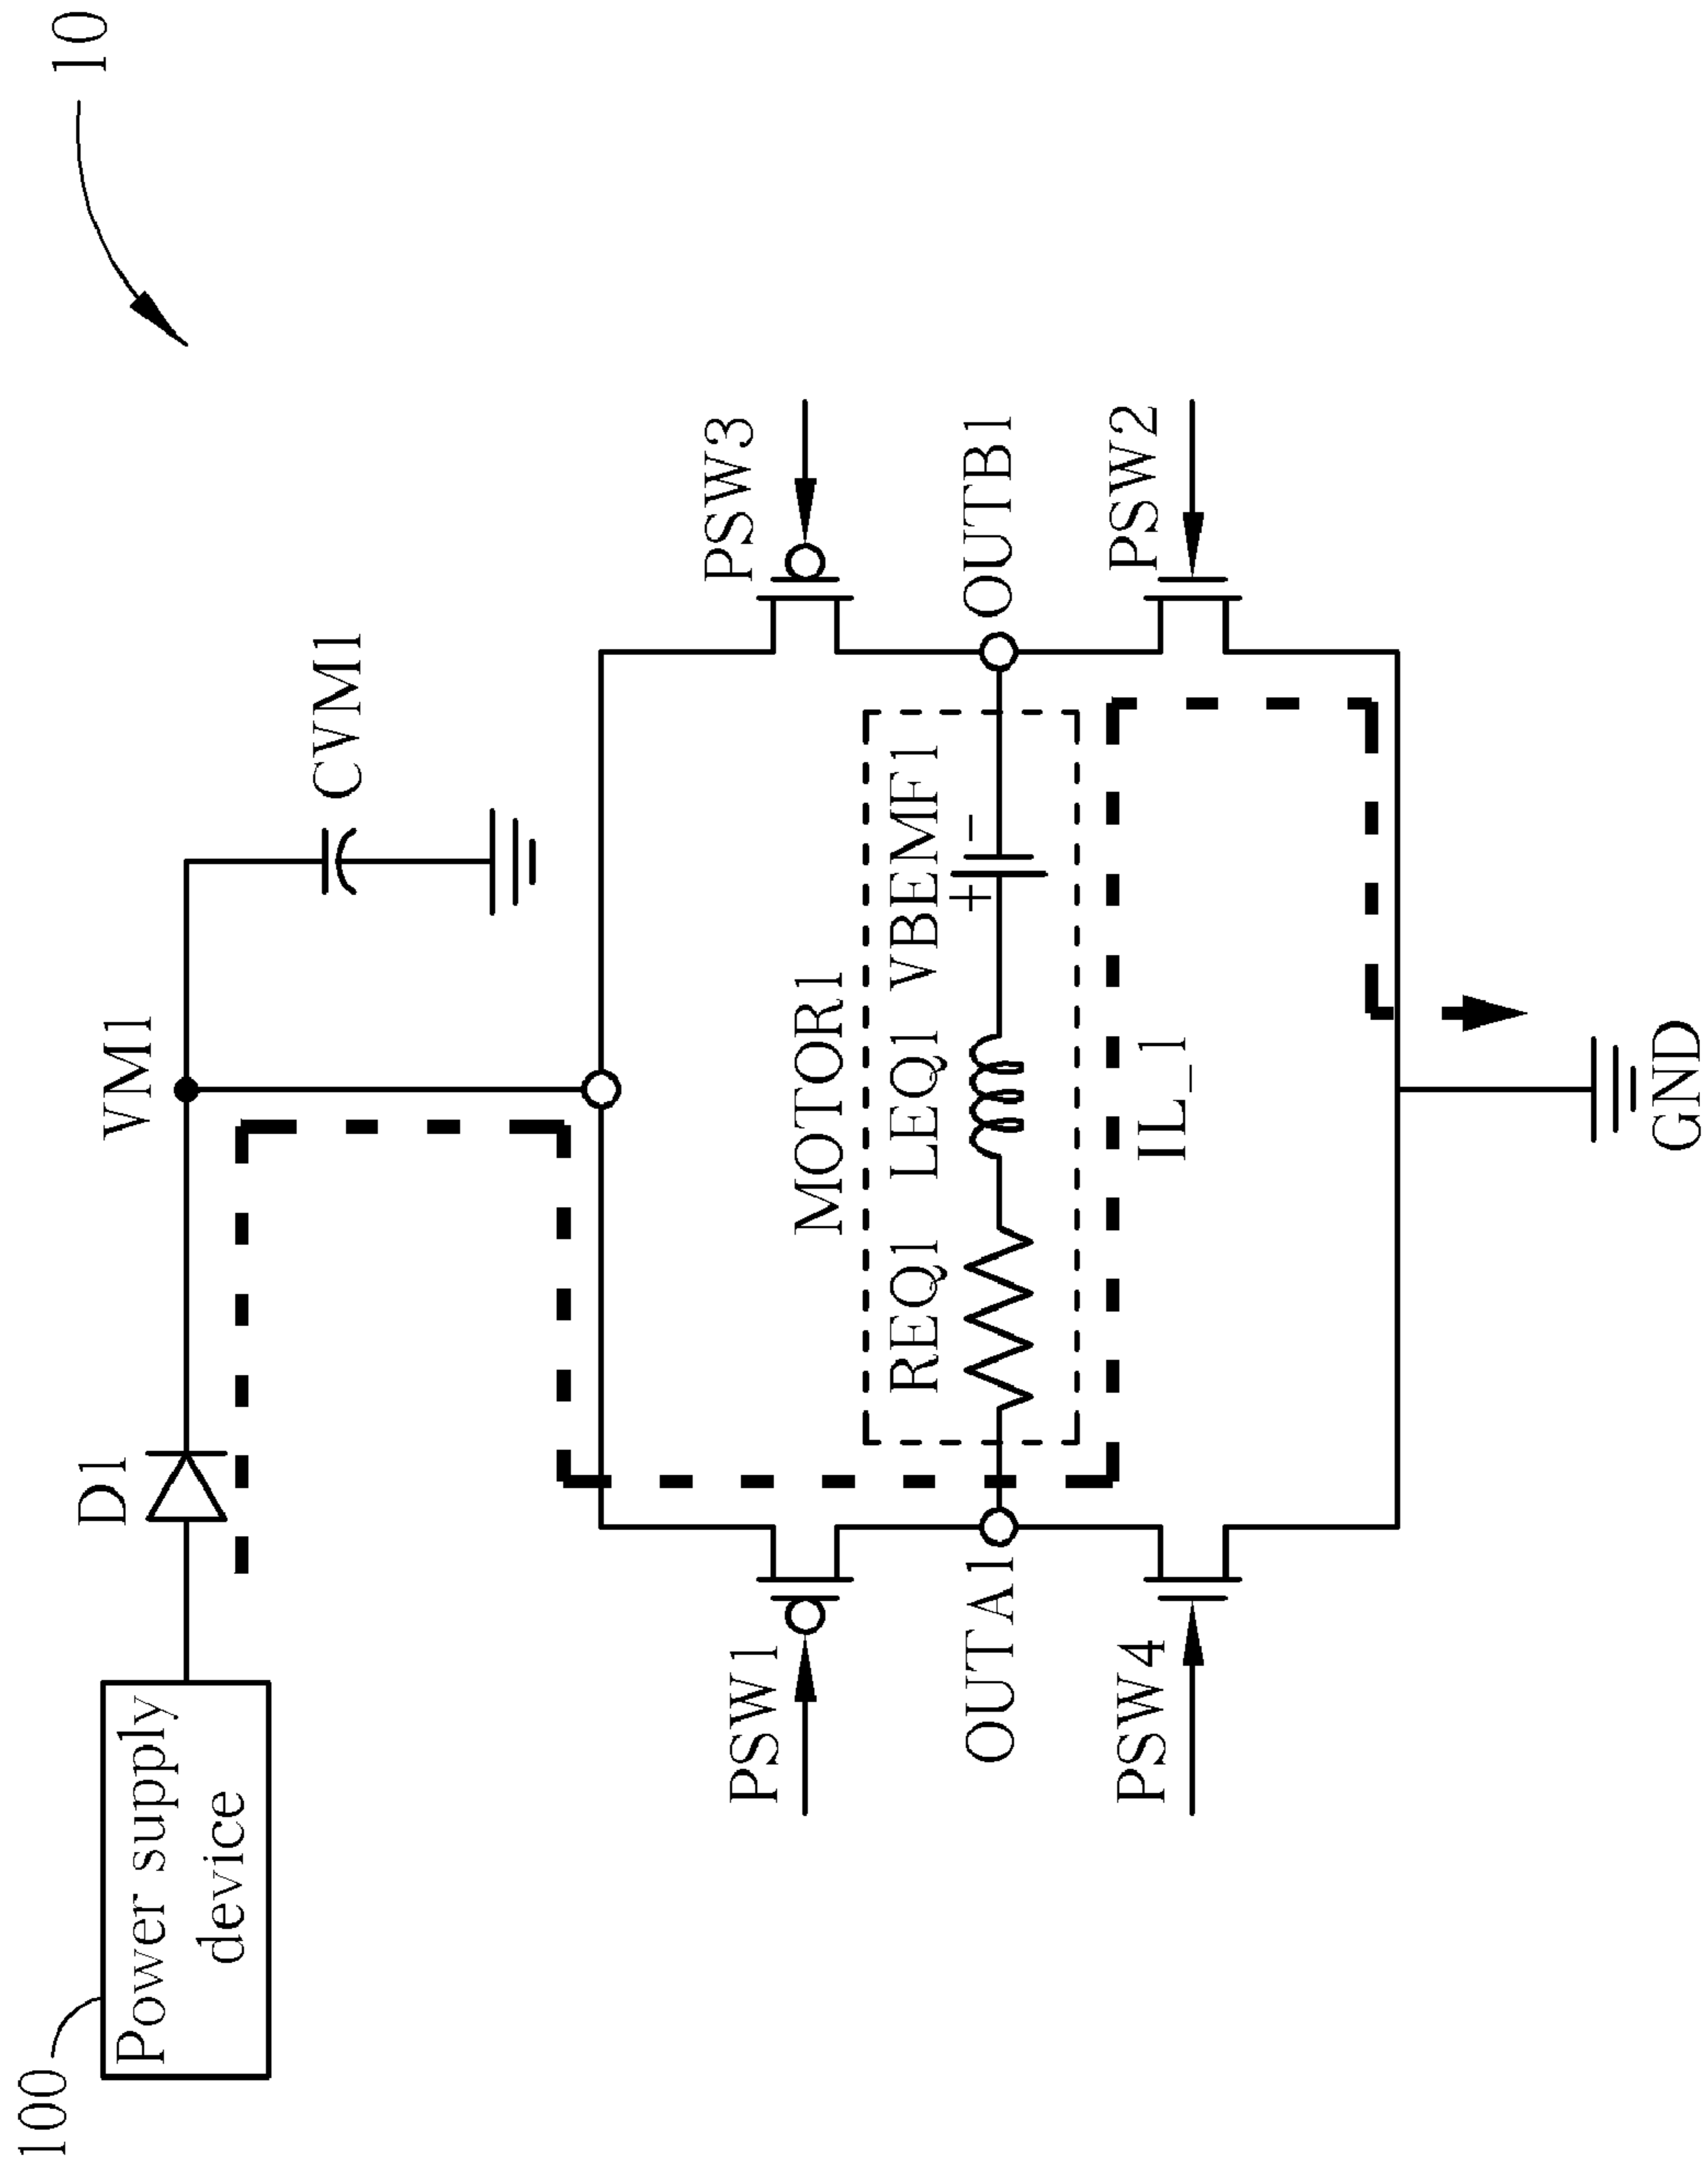 10
100
Power supply
device
D1
VM1
CVM1
PSW1
PSW3
MOTOR1
REQ1 LEQ1 VBEMF1
+ -
OUTA1
OUTB1
IL_1
PSW4
PSW2
GND